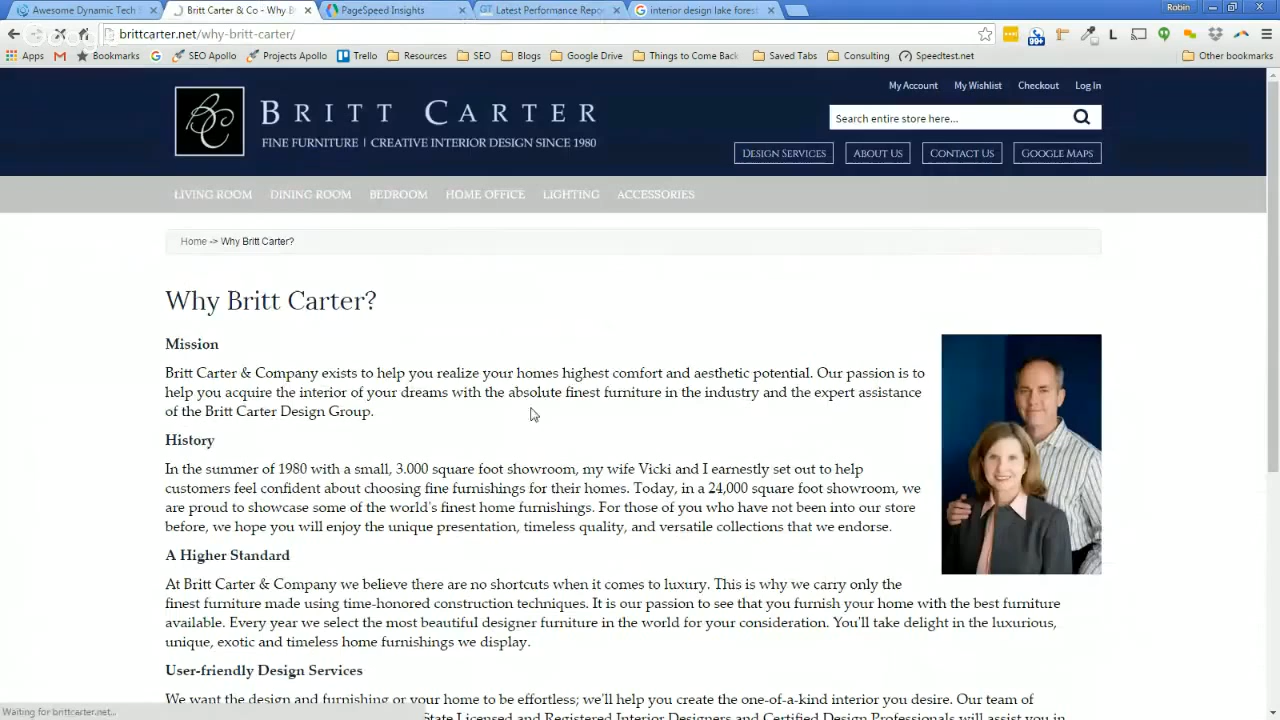 Awesome Dynamic Tech S
Britt Carter & Co - Why B
PageSpeed Insights
Latest Performance Repo
interior design lake forest
Robin
brittcarter.net/why-britt-carter/
99+
Apps
Bookmarks
SEO Apollo
Projects Apollo
Trello
Resources
SEO
Blogs
Google Drive
Things to Come Back
Saved Tabs
Consulting
Speedtest.net
Other bookmarks
My Account My Wishlist Checkout Log In
BC
BRITT CARTER
FINE FURNITURE | CREATIVE INTERIOR DESIGN SINCE 1980
Search entire store here...
DESIGN SERVICES ABOUT US CONTACT US GOOGLE MAPS
LIVING ROOM DINING ROOM BEDROOM HOME OFFICE LIGHTING ACCESSORIES
Home -> Why Britt Carter?
Why Britt Carter?
Mission
Britt Carter & Company exists to help you realize your homes highest comfort and aesthetic potential. Our passion is to
help you acquire the interior of your dreams with the absolute finest furniture in the industry and the expert assistance
of the Britt Carter Design Group.
History
In the summer of 1980 with a small, 3.000 square foot showroom, my wife Vicki and I earnestly set out to help
customers feel confident about choosing fine furnishings for their homes. Today, in a 24,000 square foot showroom, we
are proud to showcase some of the world's finest home furnishings. For those of you who have not been into our store
before, we hope you will enjoy the unique presentation, timeless quality, and versatile collections that we endorse.
A Higher Standard
At Britt Carter & Company we believe there are no shortcuts when it comes to luxury. This is why we carry only the
finest furniture made using time-honored construction techniques. It is our passion to see that you furnish your home with the best furniture
available. Every year we select the most beautiful designer furniture in the world for your consideration. You'll take delight in the luxurious,
unique, exotic and timeless home furnishings we display.
User-friendly Design Services
We want the design and furnishing or your home to be effortless; we'll help you create the one-of-a-kind interior you desire. Our team of
State Licensed and Registered Interior Designers and Certified Design Professionals will assist you in
Waiting for brittcarter.net...